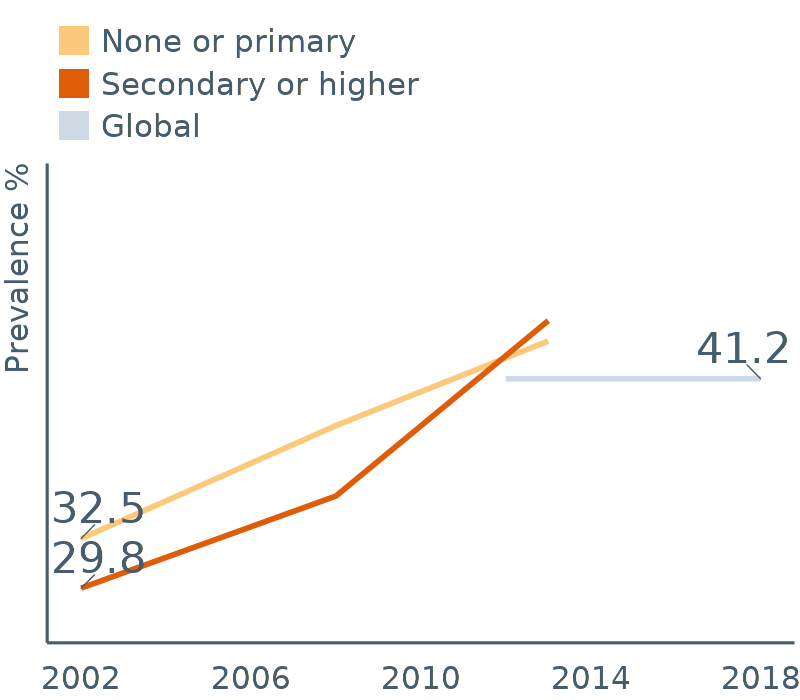 None or primary
Secondary or higher
Global
Prevalence %
41.2
32.5
29.8
2002 2006 2010 2014 2018